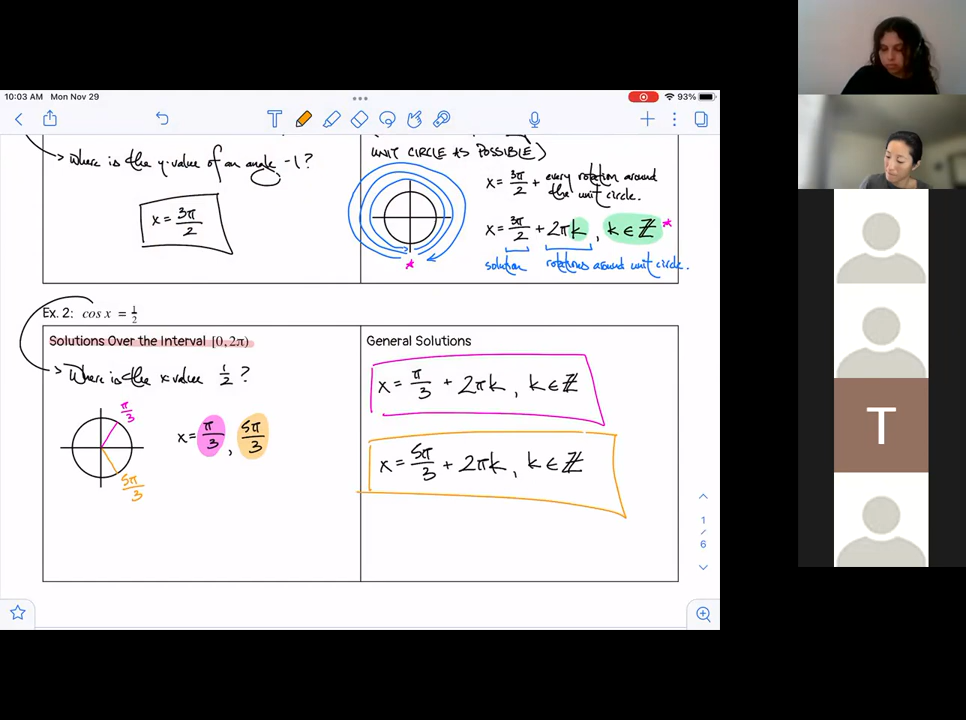 10:03 AM Mon Nov 29
93%
Where is the y-value of an angle -1?
x = 3π/2
UNIT CIRCLE AS POSSIBLE)
x = 3π/2 + every rotation around the unit circle.
x = 3π/2 + 2πk, k ∈ ℤ *
solution rotations around unit circle.
*
Ex. 2: cos x = 1/2
Solutions Over the Interval [0, 2π)
Where is the x value 1/2?
π/3
5π/3
x = π/3, 5π/3
General Solutions
x = π/3 + 2πk, k ∈ ℤ
x = 5π/3 + 2πk, k ∈ ℤ
T
1
/
6